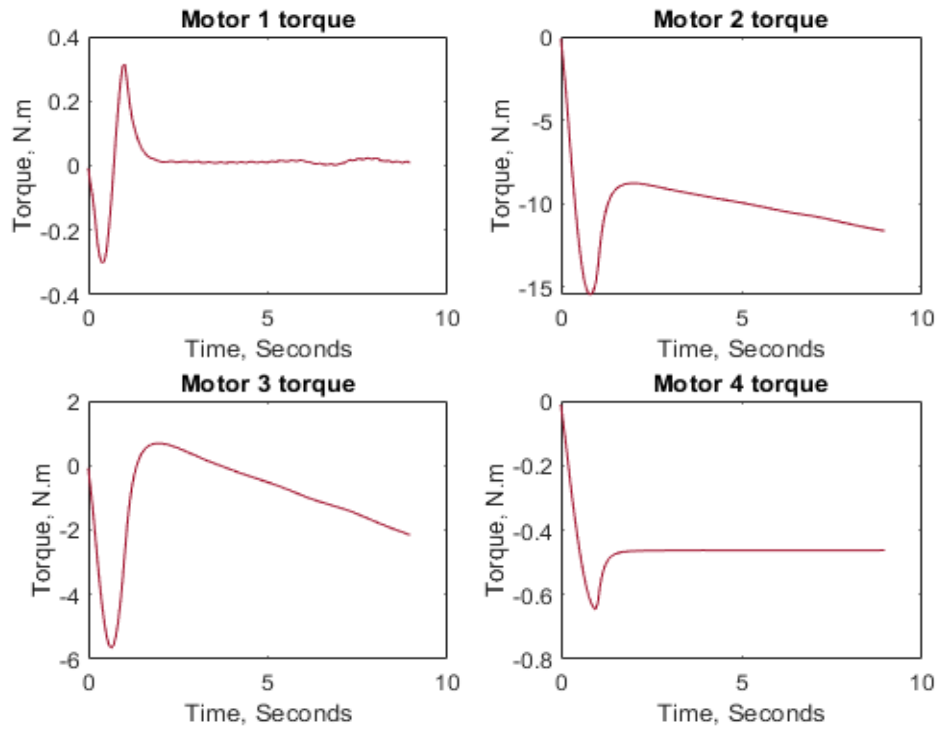 Motor 1 torque
0.4
0.2
0
-0.2
-0.4
Torque, N.m
0 5 10
Time, Seconds
Motor 2 torque
0
-5
-10
-15
Torque, N.m
0 5 10
Time, Seconds
Motor 3 torque
2
0
-2
-4
-6
Torque, N.m
0 5 10
Time, Seconds
Motor 4 torque
0
-0.2
-0.4
-0.6
-0.8
Torque, N.m
0 5 10
Time, Seconds